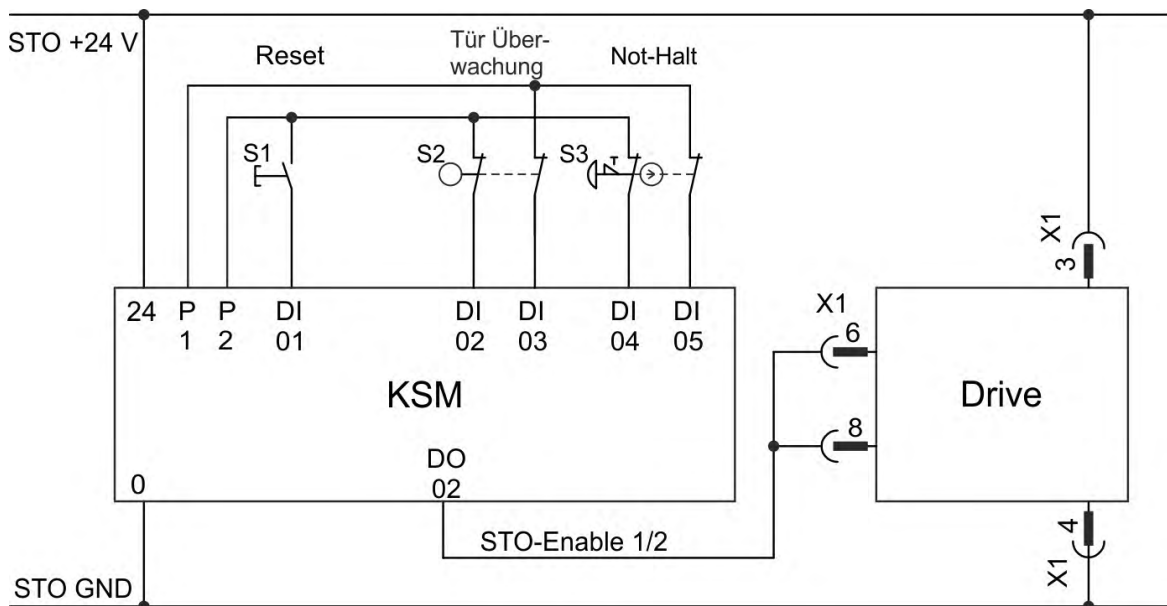 STO +24 V
Reset
Tür Über-
wachung
Not-Halt
S1
S2
S3
X1
3
24 P P DI DI DI DI DI
1 2 01 02 03 04 05
X1
6
KSM
Drive
8
DO
02
0
4
STO-Enable 1/2
X1
STO GND